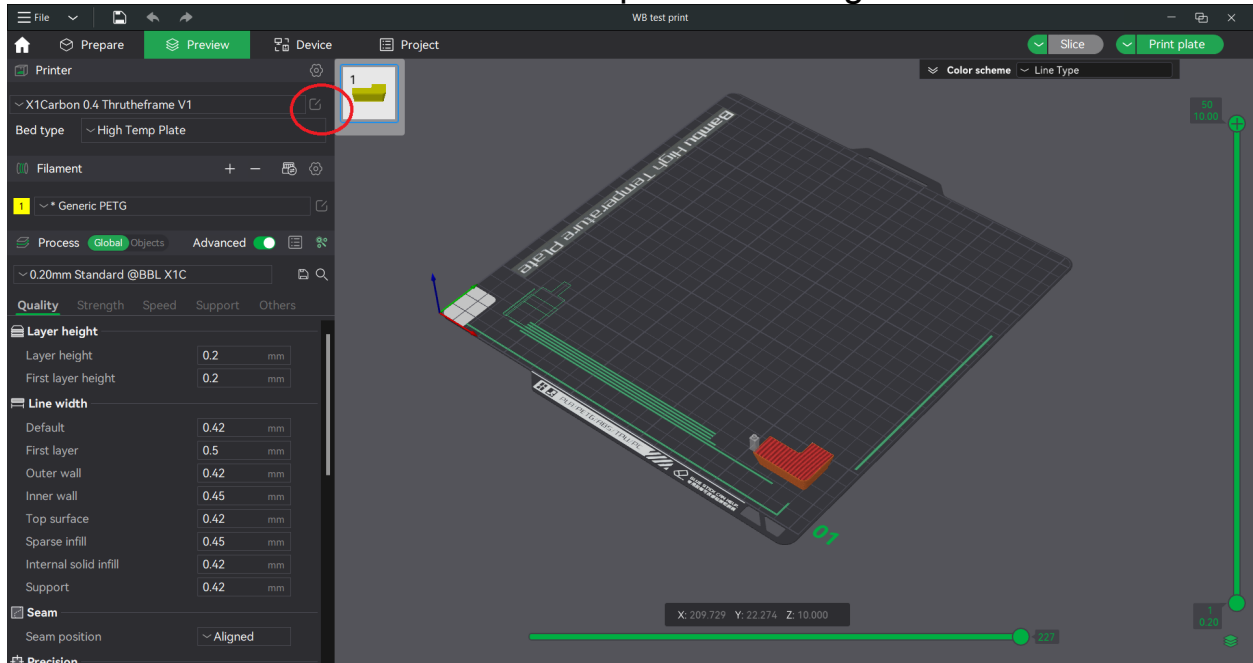 File
WB test print
Prepare
Preview
Device
Project
Slice
Print plate
Printer
X1Carbon 0.4 Thrutheframe V1
Bed type
High Temp Plate
Filament
1
* Generic PETG
Process
Global
Objects
Advanced
0.20mm Standard @BBL X1C
Quality
Strength
Speed
Support
Others
Layer height
Layer height 0.2 mm
First layer height 0.2 mm
Line width
Default 0.42 mm
First layer 0.5 mm
Outer wall 0.42 mm
Inner wall 0.45 mm
Top surface 0.42 mm
Sparse infill 0.45 mm
Internal solid infill 0.42 mm
Support 0.42 mm
Seam
Seam position Aligned
Precision
1
Color scheme
Line Type
Bambu High Temperature Plate
01
50
10.00
1
0.20
X: 209.729 Y: 22.274 Z: 10.000
227